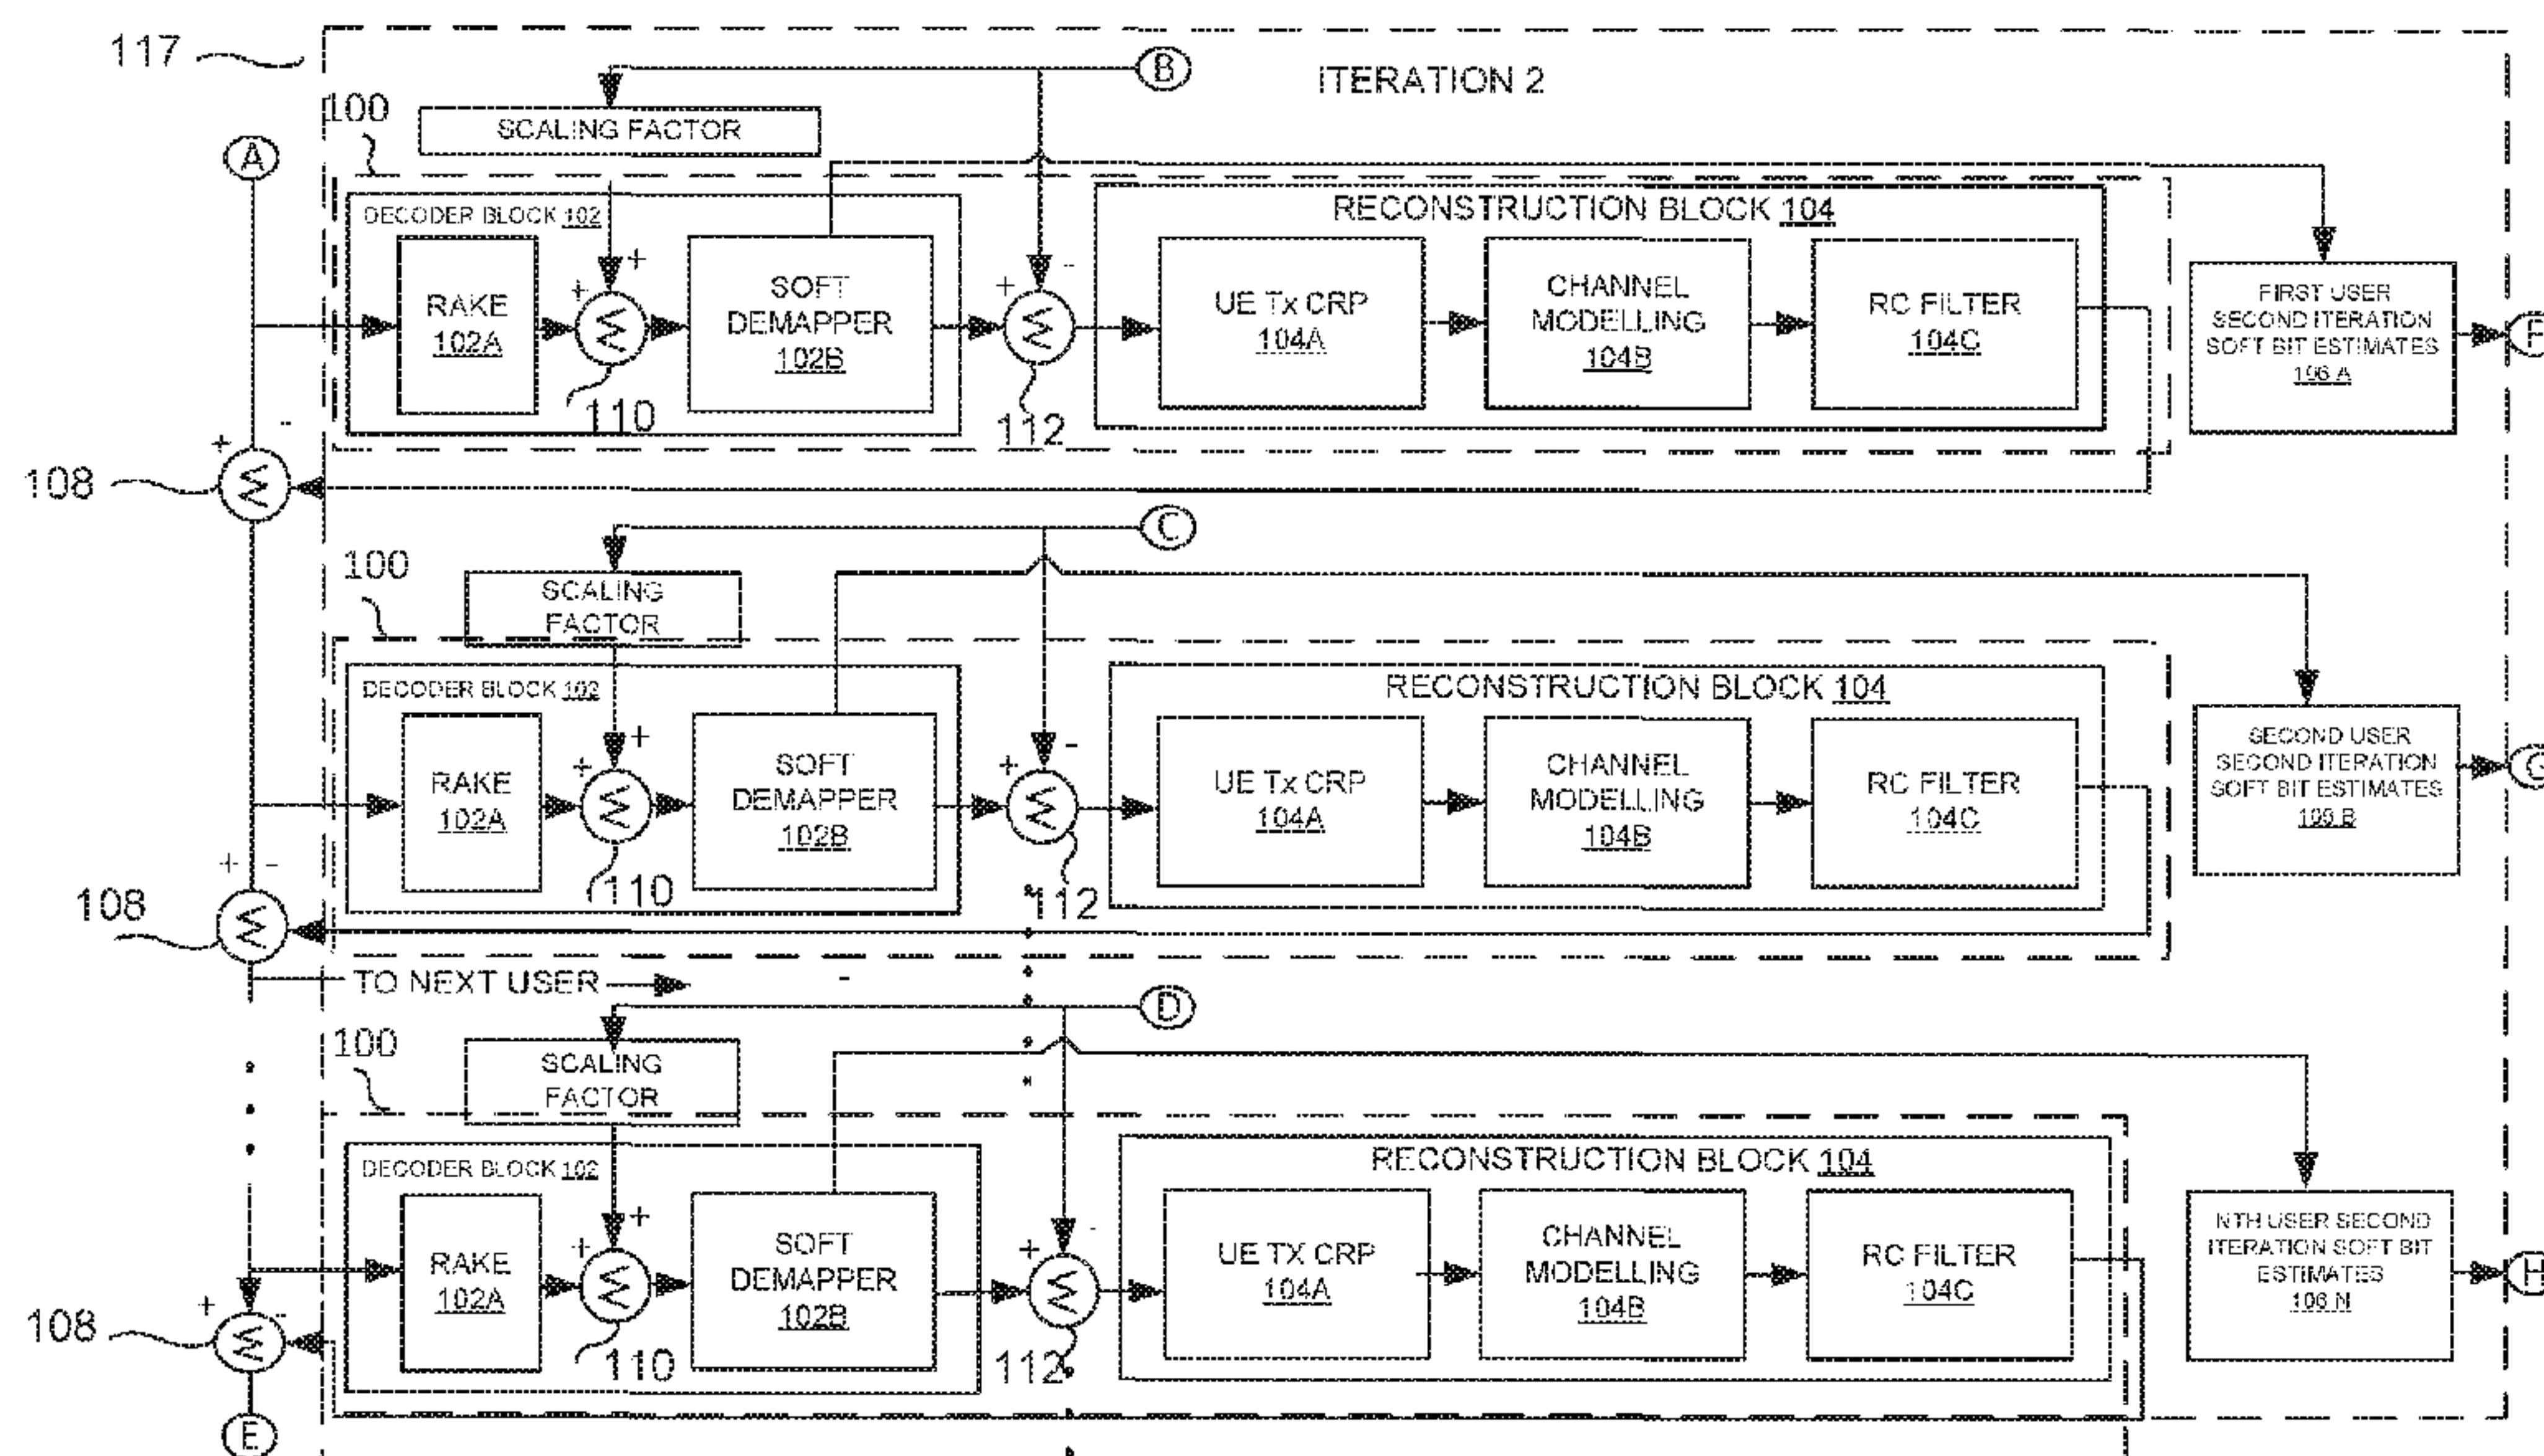 117
B
ITERATION 2
100
SCALING FACTOR
A
DECODER BLOCK 102
RECONSTRUCTION BLOCK 104
RAKE
102A
+
+
SOFT
DEMAPPER
102B
+
-
UE Tx CRP
104A
CHANNEL
MODELLING
104B
RC FILTER
104C
FIRST USER
SECOND ITERATION
SOFT BIT ESTIMATES
106 A
F
110
112
+
-
108
C
100
SCALING
FACTOR
DECODER BLOCK 102
RECONSTRUCTION BLOCK 104
RAKE
102A
+
+
SOFT
DEMAPPER
102B
+
-
UE Tx CRP
104A
CHANNEL
MODELLING
104B
RC FILTER
104C
SECOND USER
SECOND ITERATION
SOFT BIT ESTIMATES
106 B
G
110
112
+
-
108
TO NEXT USER
-
D
100
SCALING
FACTOR
DECODER BLOCK 102
RECONSTRUCTION BLOCK 104
RAKE
102A
+
+
SOFT
DEMAPPER
102B
+
-
UE TX CRP
104A
CHANNEL
MODELLING
104B
RC FILTER
104C
NTH USER SECOND
ITERATION SOFT BIT
ESTIMATES
106 N
H
+
-
108
110
112
E